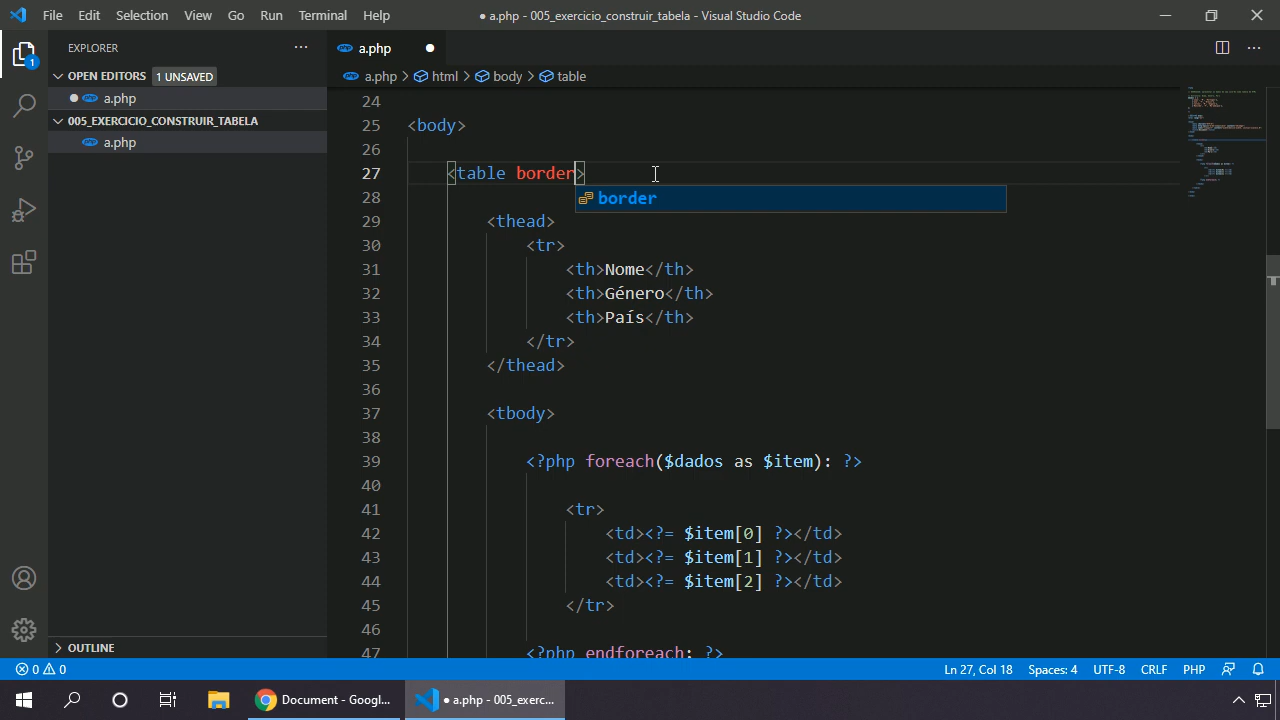 File Edit Selection View Go Run Terminal Help ● a.php - 005_exercicio_construir_tabela - Visual Studio Code
EXPLORER
OPEN EDITORS 1 UNSAVED
a.php
005_EXERCICIO_CONSTRUIR_TABELA
a.php
OUTLINE
a.php
a.php > html > body > table
24
25 <body>
26
27 <table border>
border
28
29 <thead>
30 <tr>
31 <th>Nome</th>
32 <th>Género</th>
33 <th>País</th>
34 </tr>
35 </thead>
36
37 <tbody>
38
39 <?php foreach($dados as $item): ?>
40
41 <tr>
42 <td><?= $item[0] ?></td>
43 <td><?= $item[1] ?></td>
44 <td><?= $item[2] ?></td>
45 </tr>
46
47 <?php endforeach; ?>
0 0 Ln 27, Col 18 Spaces: 4 UTF-8 CRLF PHP
Document - Googl... ● a.php - 005_exerc...